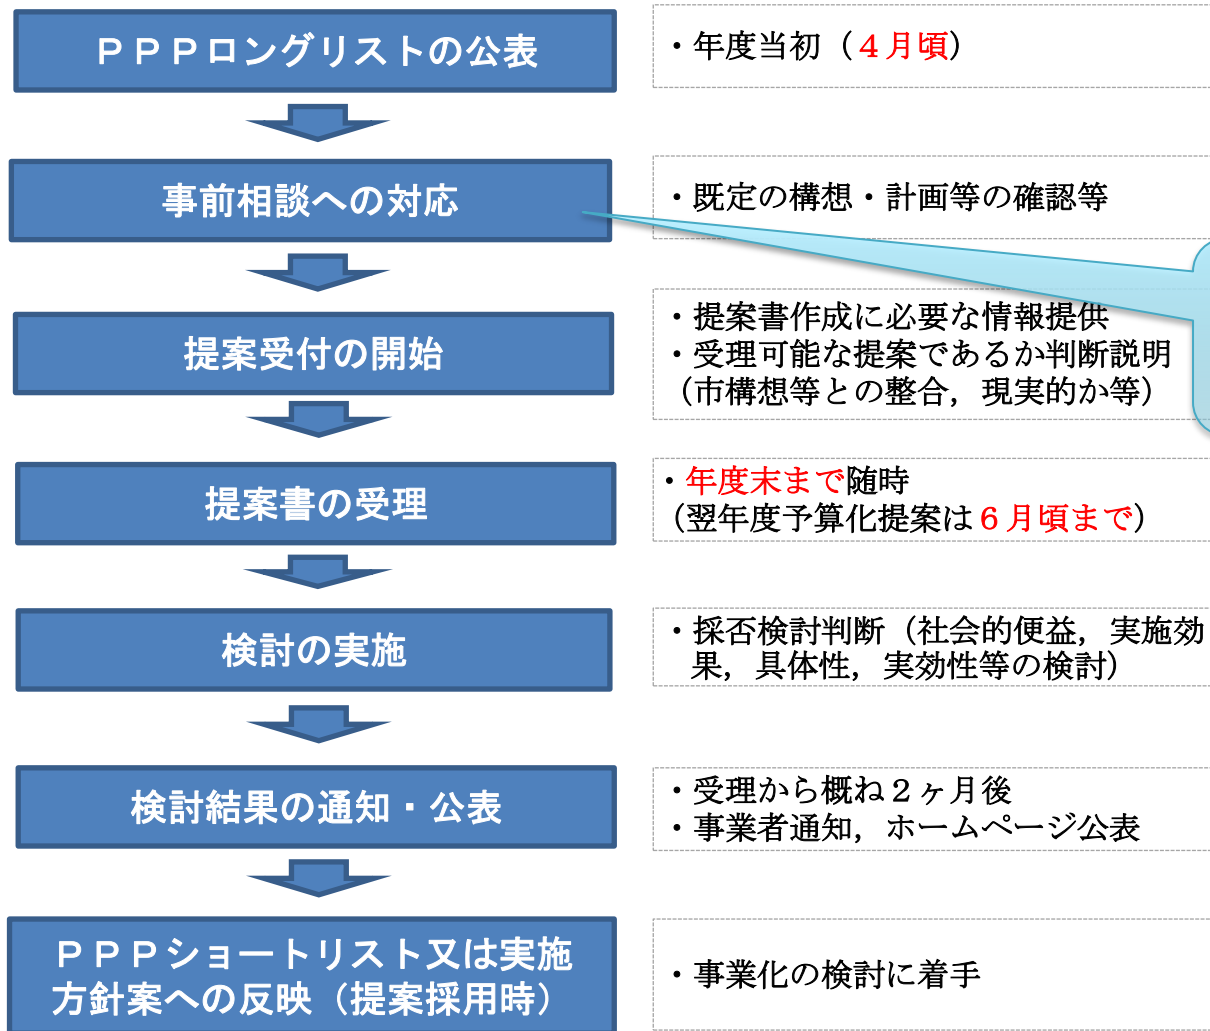 ＰＰＰロングリストの公表
・年度当初（４月頃）
事前相談への対応
・既定の構想・計画等の確認等
提案受付の開始
・提案書作成に必要な情報提供
・受理可能な提案であるか判断説明
（市構想等との整合，現実的か等）
提案書の受理
・年度末まで随時
（翌年度予算化提案は６月頃まで）
検討の実施
・採否検討判断（社会的便益，実施効
果，具体性，実効性等の検討）
検討結果の通知・公表
・受理から概ね２ヶ月後
・事業者通知，ホームページ公表
ＰＰＰショートリスト又は実施
方針案への反映（提案採用時）
・事業化の検討に着手